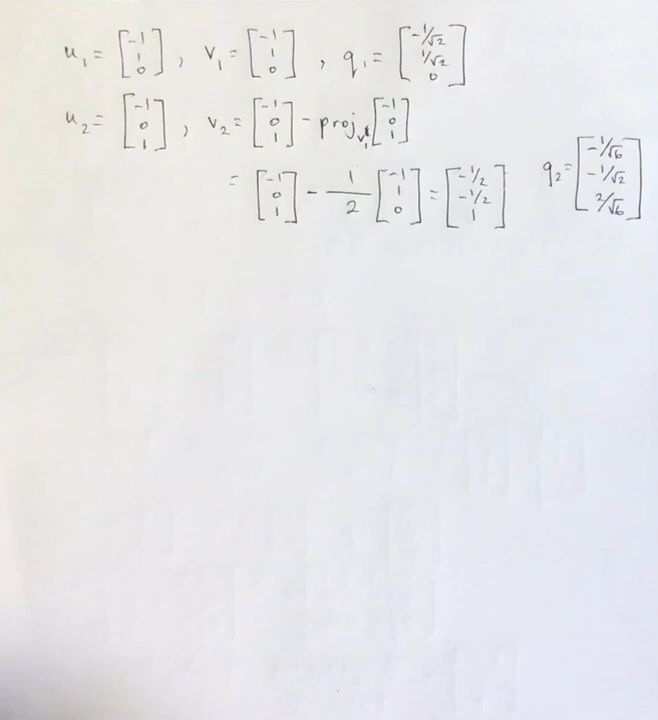 u₁ = [-1 1 0], v₁ = [-1 1 0], q₁ = [-1/√2 1/√2 0]
u₂ = [-1 0 1], v₂ = [-1 0 1] - proj_v₁ [-1 0 1]
= [-1 0 1] - 1/2 [-1 1 0] = [-1/2 -1/2 1] q₂ = [-1/√6 -1/√2 2/√6]